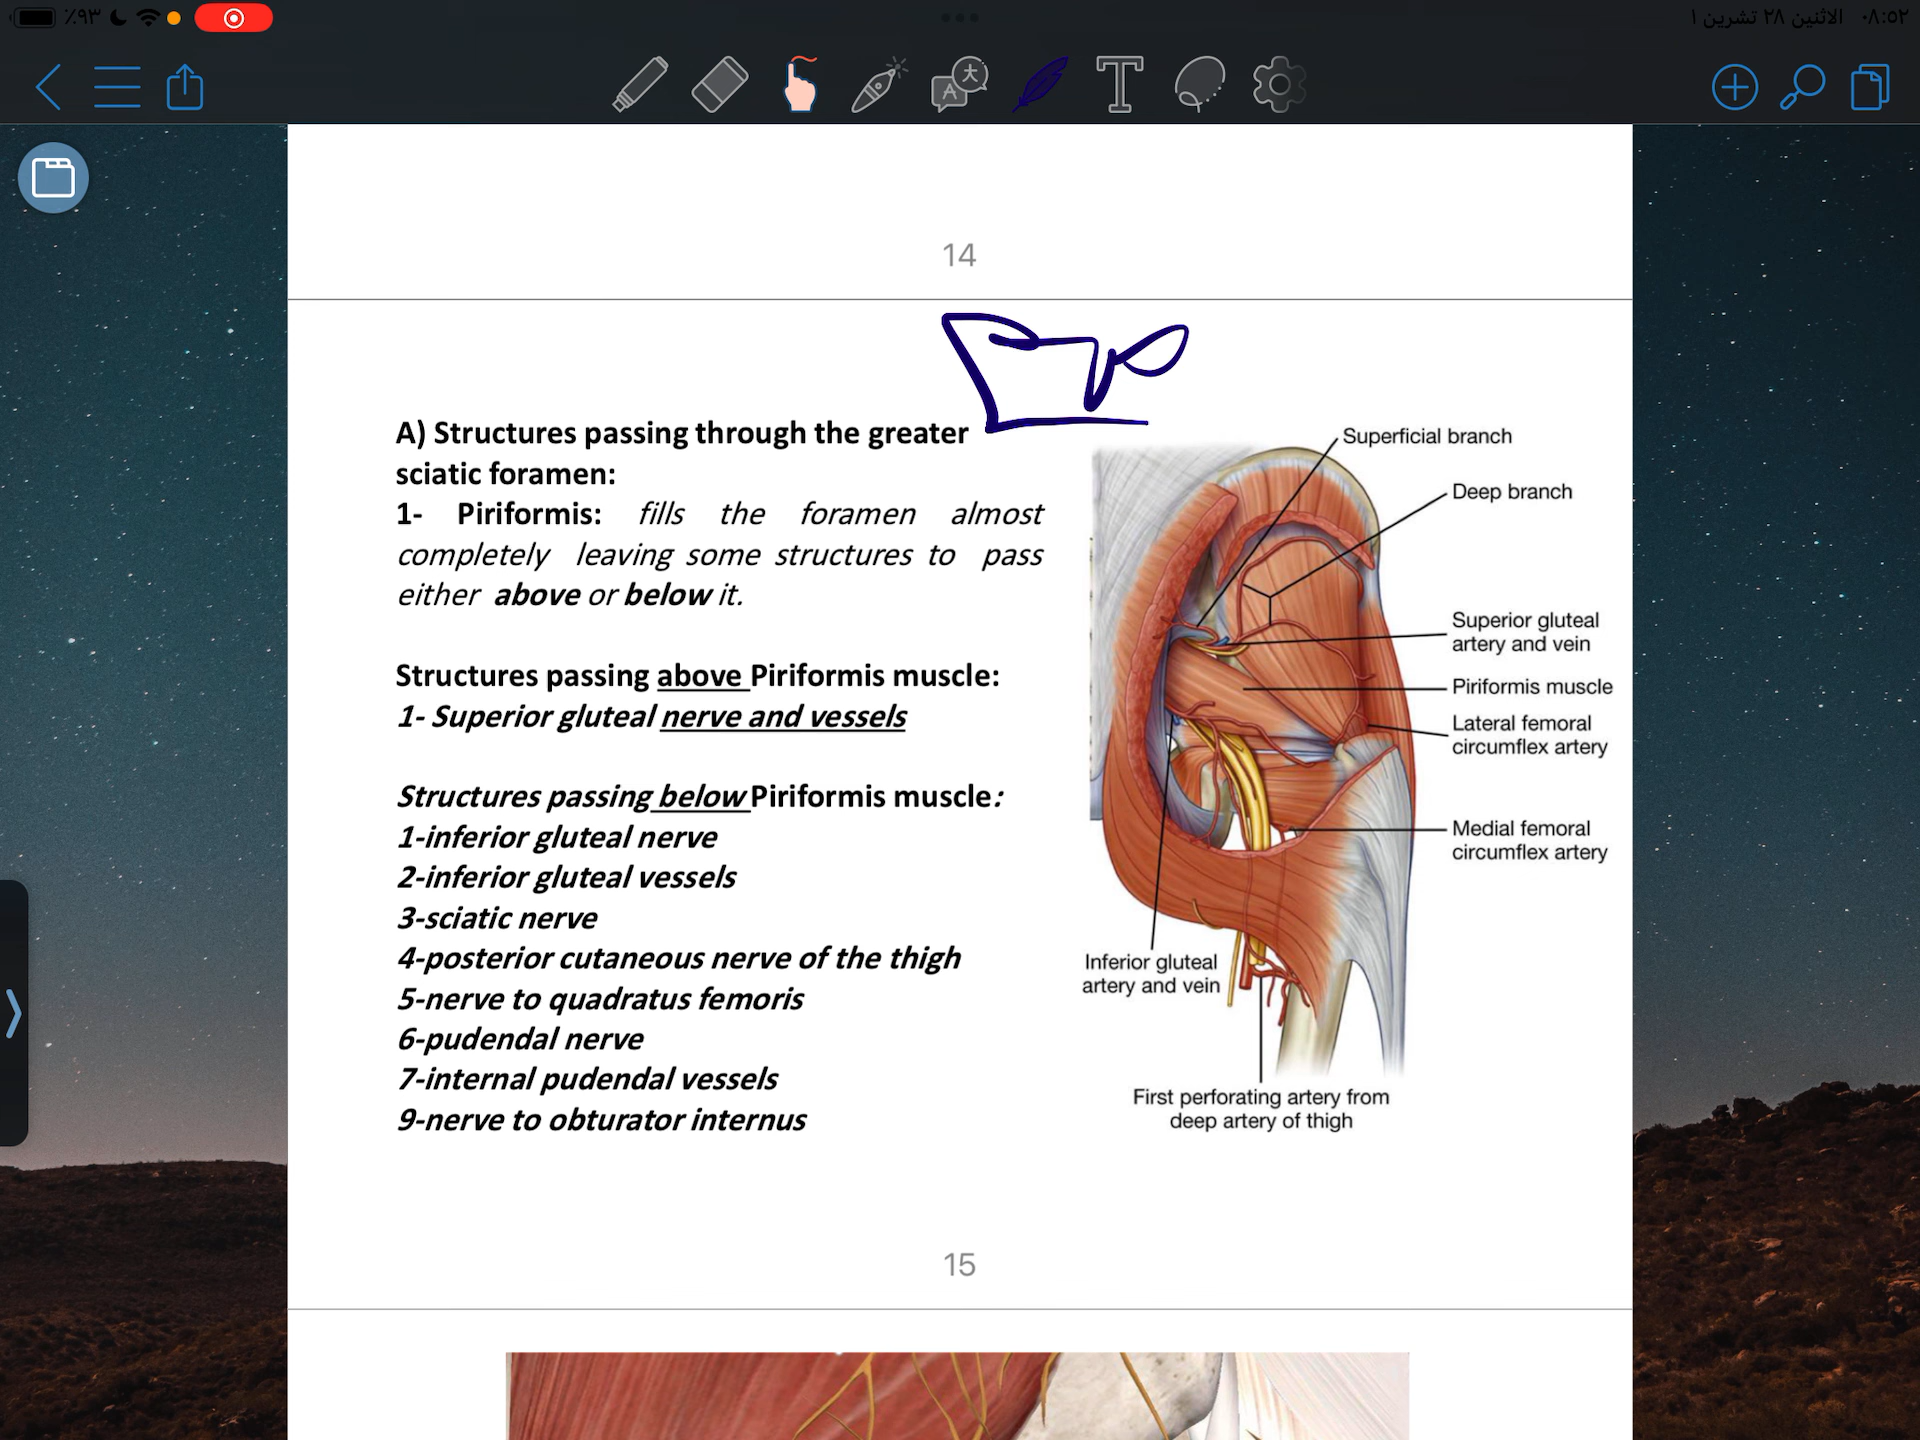 ٪٩٣
الاثنين ٢٨ تشرين ١ ٠٨:٥٢
14
A) Structures passing through the greater
sciatic foramen:
1- Piriformis: fills the foramen almost
completely leaving some structures to pass
either above or below it.
Structures passing above Piriformis muscle:
1- Superior gluteal nerve and vessels
Structures passing below Piriformis muscle:
1-inferior gluteal nerve
2-inferior gluteal vessels
3-sciatic nerve
4-posterior cutaneous nerve of the thigh
5-nerve to quadratus femoris
6-pudendal nerve
7-internal pudendal vessels
9-nerve to obturator internus
Superficial branch
Deep branch
Superior gluteal
artery and vein
Piriformis muscle
Lateral femoral
circumflex artery
Medial femoral
circumflex artery
Inferior gluteal
artery and vein
First perforating artery from
deep artery of thigh
15